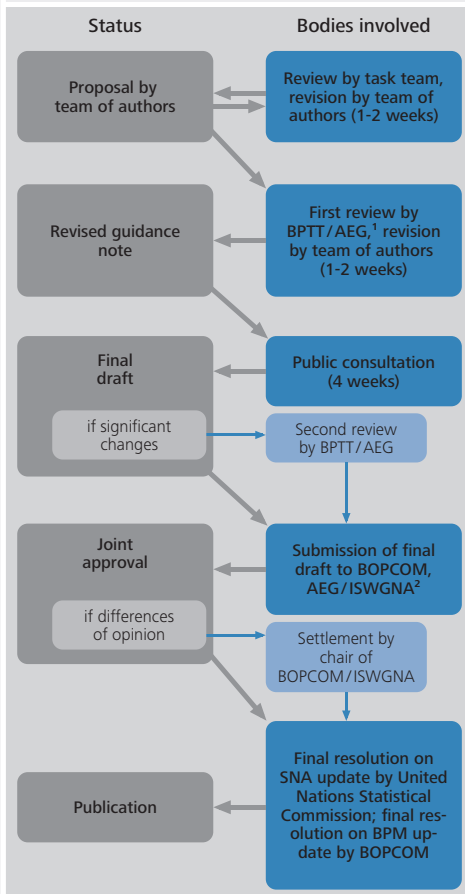 Status
Bodies involved
Proposal by
team of authors
Review by task team,
revision by team of
authors (1-2 weeks)
Revised guidance
note
First review by
BPTT/AEG,¹ revision
by team of authors
(1-2 weeks)
Final
draft
Public consultation
(4 weeks)
if significant
changes
Second review
by BPTT/AEG
Joint
approval
Submission of final
draft to BOPCOM,
AEG/ISWGNA²
if differences
of opinion
Settlement by
chair of
BOPCOM/ISWGNA
Publication
Final resolution on
SNA update by United
Nations Statistical
Commission; final res-
olution on BPM up-
date by BOPCOM